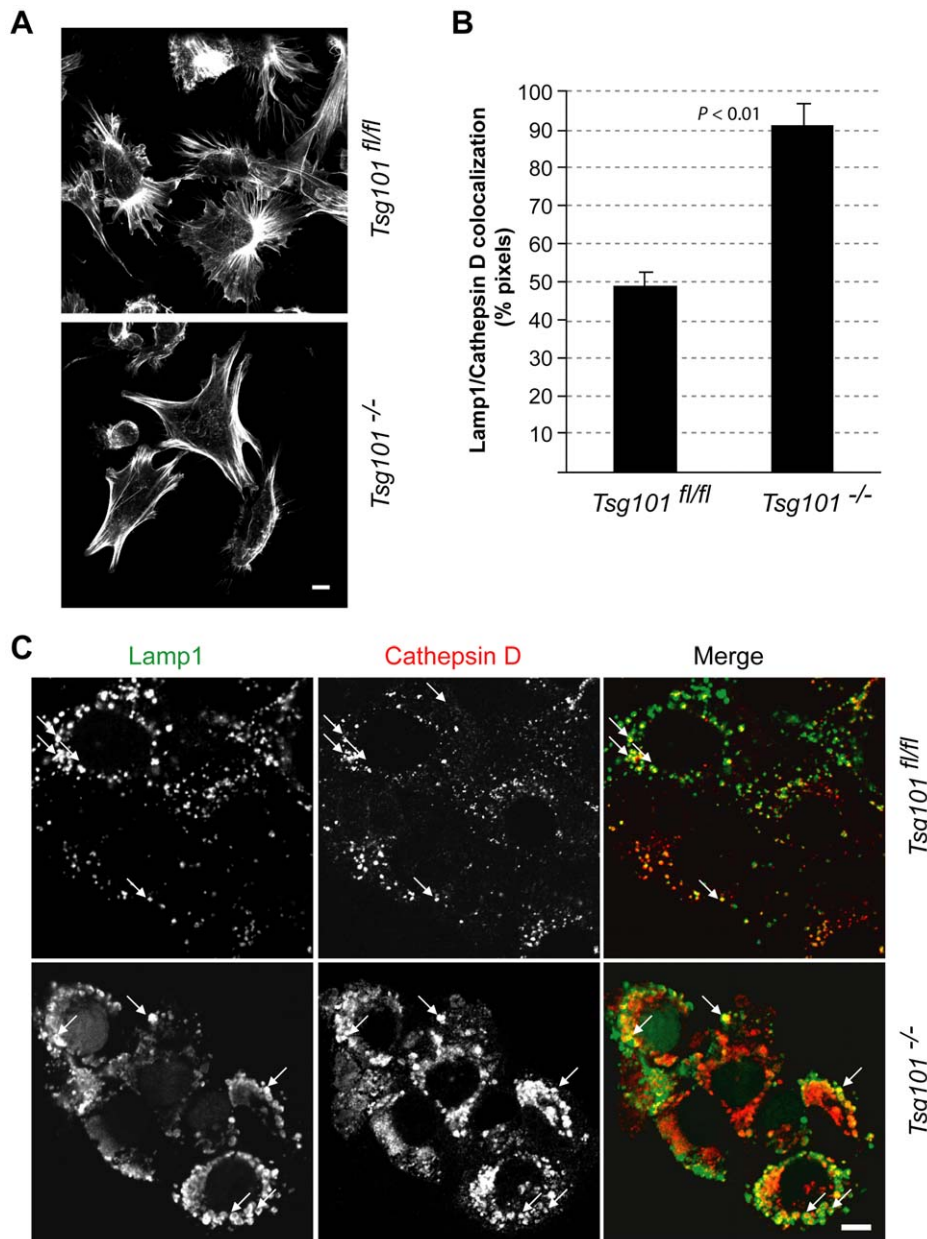 A
Tsg101 fl/fl
Tsg101 -/-
B
Lamp1/Cathepsin D colocalization
(% pixels)
100
90
80
70
60
50
40
30
20
10
P < 0.01
Tsg101 fl/fl
Tsg101 -/-
C
Lamp1
Cathepsin D
Merge
Tsg101 fl/fl
Tsg101 -/-